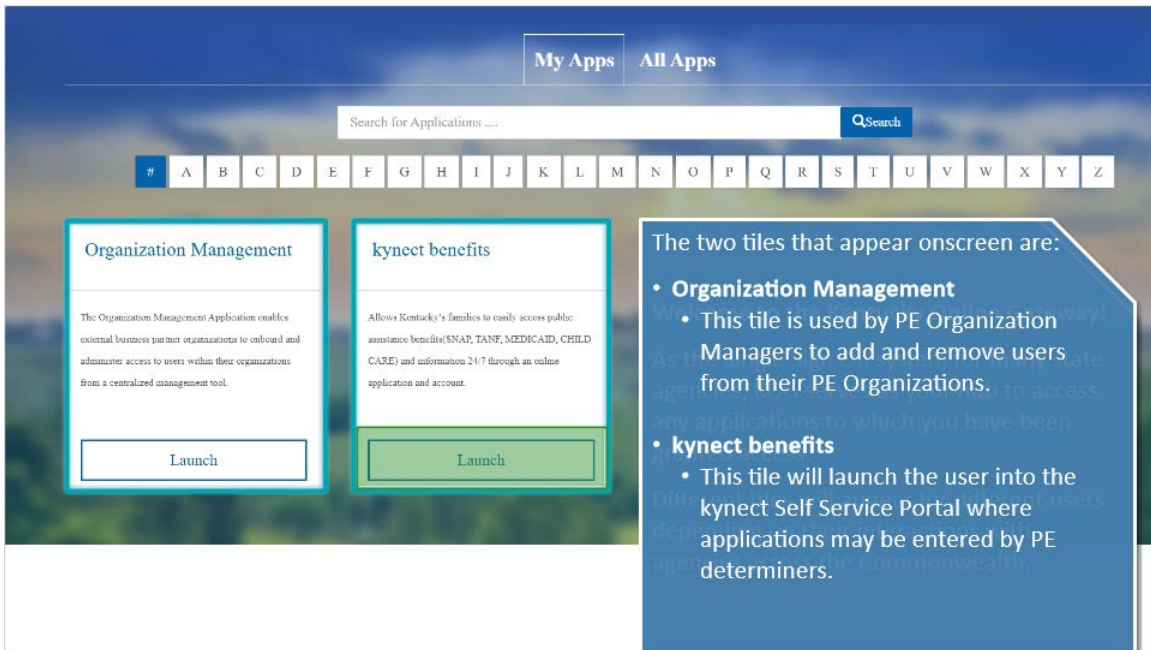 My Apps All Apps
Search for Applications ....
Search
# A B C D E F G H I J K L M N O P Q R S T U V W X Y Z
Organization Management
The Organization Management Application enables
external business partner organizations to onboard and
administer access to users within their organizations
from a centralized management tool.
Launch
kynect benefits
Allows Kentucky's families to easily access public
assistance benefits(SNAP, TANF, MEDICAID, CHILD
CARE) and information 24/7 through an online
application and account.
Launch
The two tiles that appear onscreen are:
• Organization Management
• This tile is used by PE Organization
Managers to add and remove users
from their PE Organizations.
• kynect benefits
• This tile will launch the user into the
kynect Self Service Portal where
applications may be entered by PE
determiners.